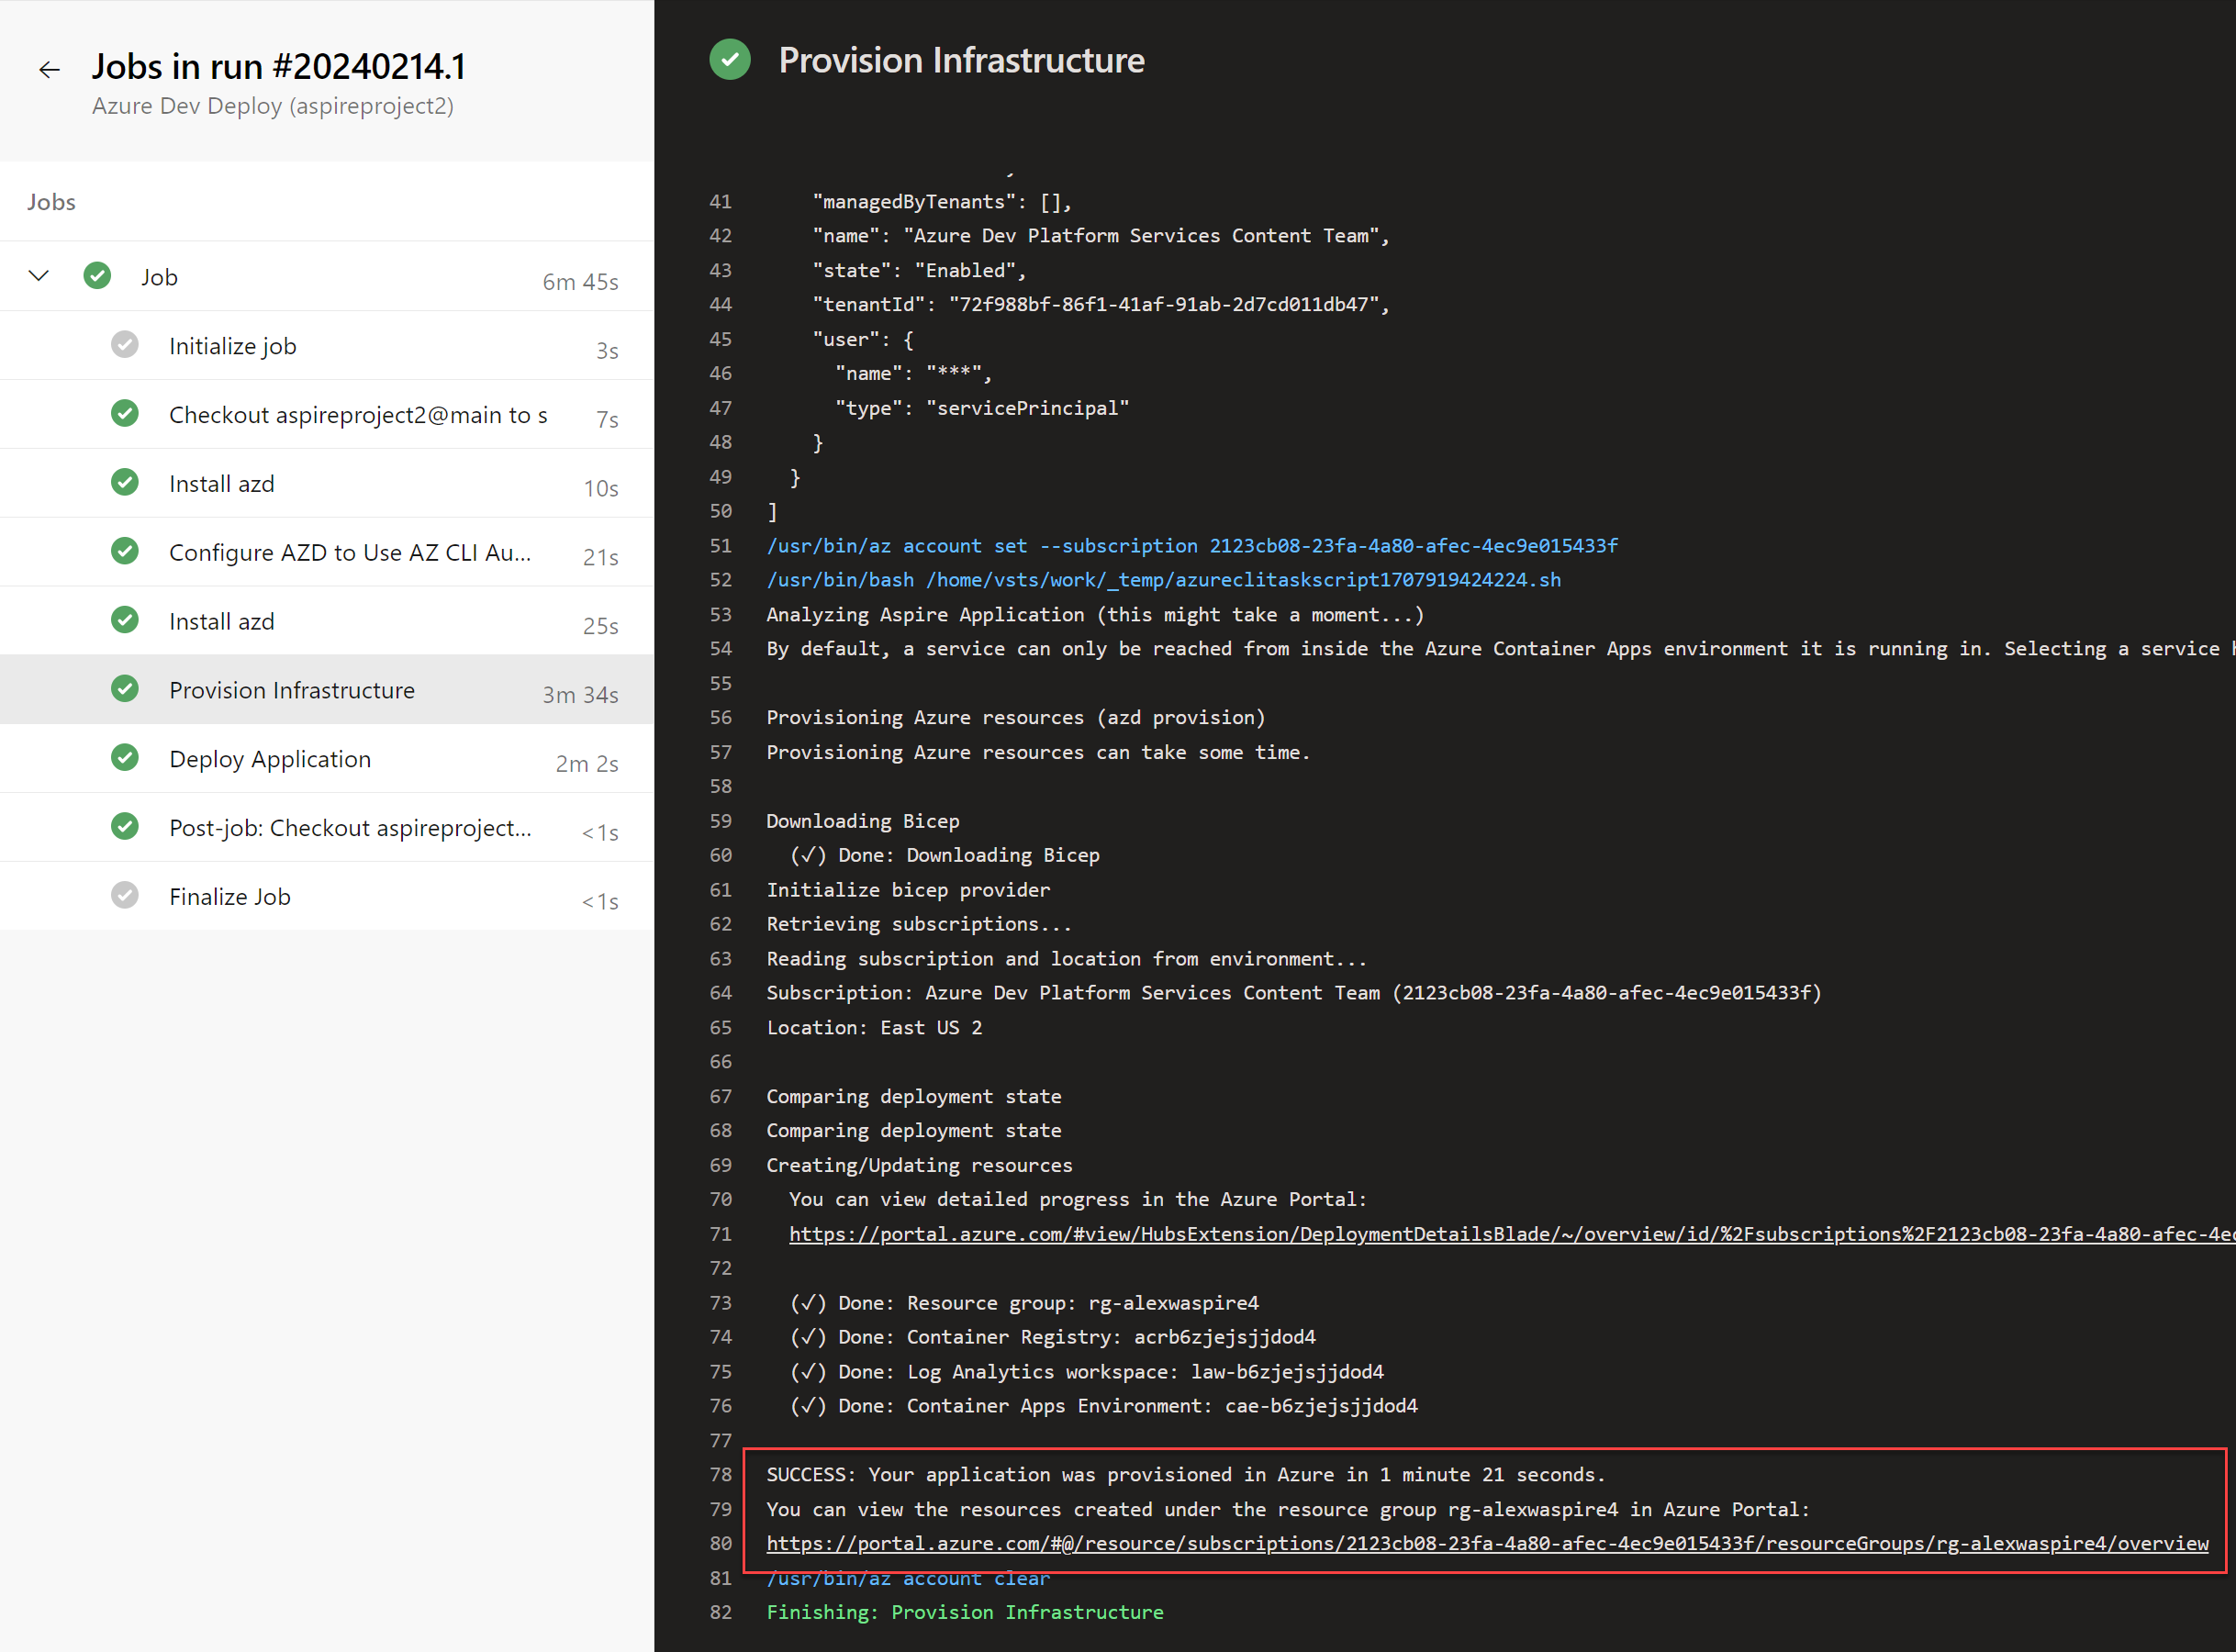 Jobs in run #20240214.1
Azure Dev Deploy (aspireproject2)
Jobs
Job 6m 45s
Initialize job 3s
Checkout aspireproject2@main to s 7s
Install azd 10s
Configure AZD to Use AZ CLI Au... 21s
Install azd 25s
Provision Infrastructure 3m 34s
Deploy Application 2m 2s
Post-job: Checkout aspireproject... <1s
Finalize Job <1s
Provision Infrastructure
41 "managedByTenants": [],
42 "name": "Azure Dev Platform Services Content Team",
43 "state": "Enabled",
44 "tenantId": "72f988bf-86f1-41af-91ab-2d7cd011db47",
45 "user": {
46 "name": "***",
47 "type": "servicePrincipal"
48 }
49 }
50 ]
51 /usr/bin/az account set --subscription 2123cb08-23fa-4a80-afec-4ec9e015433f
52 /usr/bin/bash /home/vsts/work/_temp/azureclitaskscript1707919424224.sh
53 Analyzing Aspire Application (this might take a moment...)
54 By default, a service can only be reached from inside the Azure Container Apps environment it is running in. Selecting a service
55
56 Provisioning Azure resources (azd provision)
57 Provisioning Azure resources can take some time.
58
59 Downloading Bicep
60 (✓) Done: Downloading Bicep
61 Initialize bicep provider
62 Retrieving subscriptions...
63 Reading subscription and location from environment...
64 Subscription: Azure Dev Platform Services Content Team (2123cb08-23fa-4a80-afec-4ec9e015433f)
65 Location: East US 2
66
67 Comparing deployment state
68 Comparing deployment state
69 Creating/Updating resources
70 You can view detailed progress in the Azure Portal:
71 https://portal.azure.com/#view/HubsExtension/DeploymentDetailsBlade/~/overview/id/%2Fsubscriptions%2F2123cb08-23fa-4a80-afec-4ec
72
73 (✓) Done: Resource group: rg-alexwaspire4
74 (✓) Done: Container Registry: acrb6zjejsjjdod4
75 (✓) Done: Log Analytics workspace: law-b6zjejsjjdod4
76 (✓) Done: Container Apps Environment: cae-b6zjejsjjdod4
77
78 SUCCESS: Your application was provisioned in Azure in 1 minute 21 seconds.
79 You can view the resources created under the resource group rg-alexwaspire4 in Azure Portal:
80 https://portal.azure.com/#@/resource/subscriptions/2123cb08-23fa-4a80-afec-4ec9e015433f/resourceGroups/rg-alexwaspire4/overview
81 /usr/bin/az account clear
82 Finishing: Provision Infrastructure